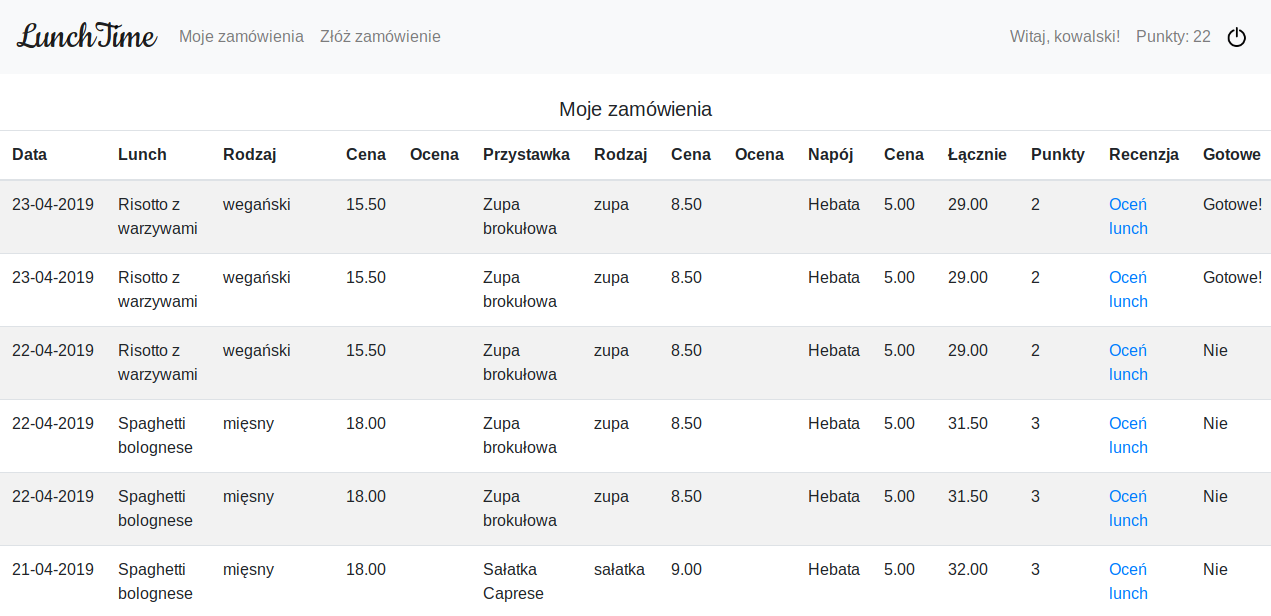 LunchTime Moje zamówienia Złóż zamówienie Witaj, kowalski! Punkty: 22
Moje zamówienia
Data Lunch Rodzaj Cena Ocena Przystawka Rodzaj Cena Ocena Napój Cena Łącznie Punkty Recenzja Gotowe
23-04-2019 Risotto z wegański 15.50 Zupa zupa 8.50 Hebata 5.00 29.00 2 Oceń Gotowe!
warzywami brokułowa lunch
23-04-2019 Risotto z wegański 15.50 Zupa zupa 8.50 Hebata 5.00 29.00 2 Oceń Gotowe!
warzywami brokułowa lunch
22-04-2019 Risotto z wegański 15.50 Zupa zupa 8.50 Hebata 5.00 29.00 2 Oceń Nie
warzywami brokułowa lunch
22-04-2019 Spaghetti mięsny 18.00 Zupa zupa 8.50 Hebata 5.00 31.50 3 Oceń Nie
bolognese brokułowa lunch
22-04-2019 Spaghetti mięsny 18.00 Zupa zupa 8.50 Hebata 5.00 31.50 3 Oceń Nie
bolognese brokułowa lunch
21-04-2019 Spaghetti mięsny 18.00 Sałatka sałatka 9.00 Hebata 5.00 32.00 3 Oceń Nie
bolognese Caprese lunch